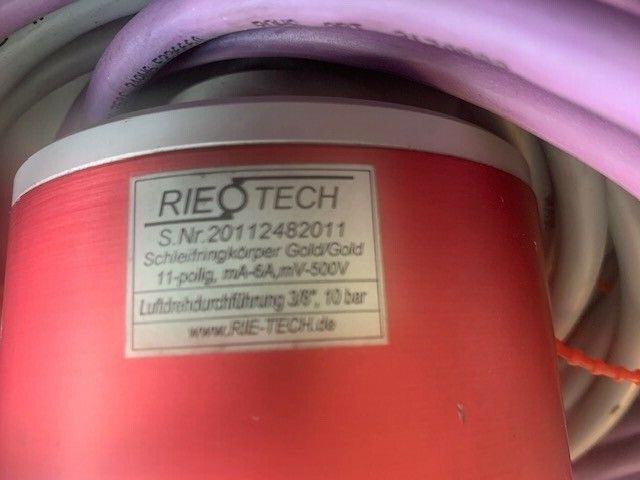 RIEOTECH
S.Nr.20112482011
Schleifringkörper Gold/Gold
11-polig, mA-6A,mV-500V
Luftdrehdurchführung 3/8", 10 bar
www.RIE-TECH.de